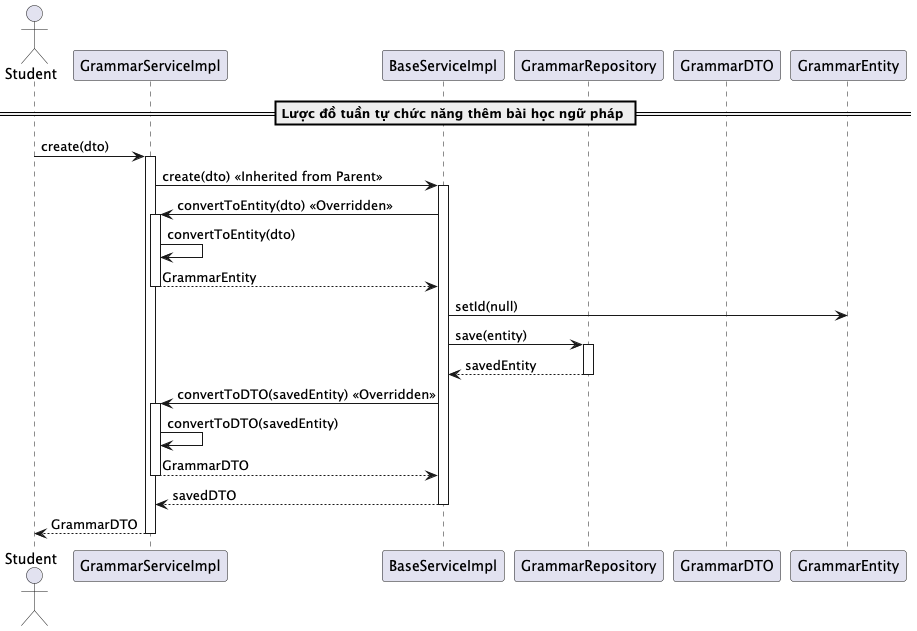 Student
GrammarServiceImpl
BaseServiceImpl
GrammarRepository
GrammarDTO
GrammarEntity
Lược đồ tuần tự chức năng thêm bài học ngữ pháp
create(dto)
create(dto) «Inherited from Parent»
convertToEntity(dto) «Overridden»
convertToEntity(dto)
GrammarEntity
setId(null)
save(entity)
savedEntity
convertToDTO(savedEntity) «Overridden»
convertToDTO(savedEntity)
GrammarDTO
savedDTO
GrammarDTO
Student
GrammarServiceImpl
BaseServiceImpl
GrammarRepository
GrammarDTO
GrammarEntity